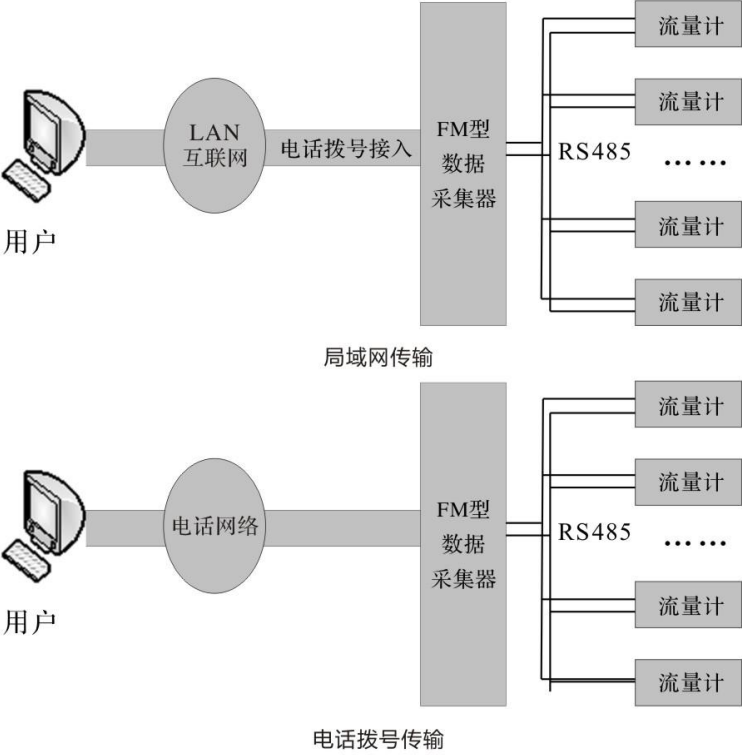 流量计
LAN
互联网
电话拨号接入
FM型
数据
采集器
流量计
RS485
……
流量计
用户
流量计
局域网传输
流量计
电话网络
FM型
数据
采集器
流量计
RS485
……
流量计
用户
流量计
电话拨号传输